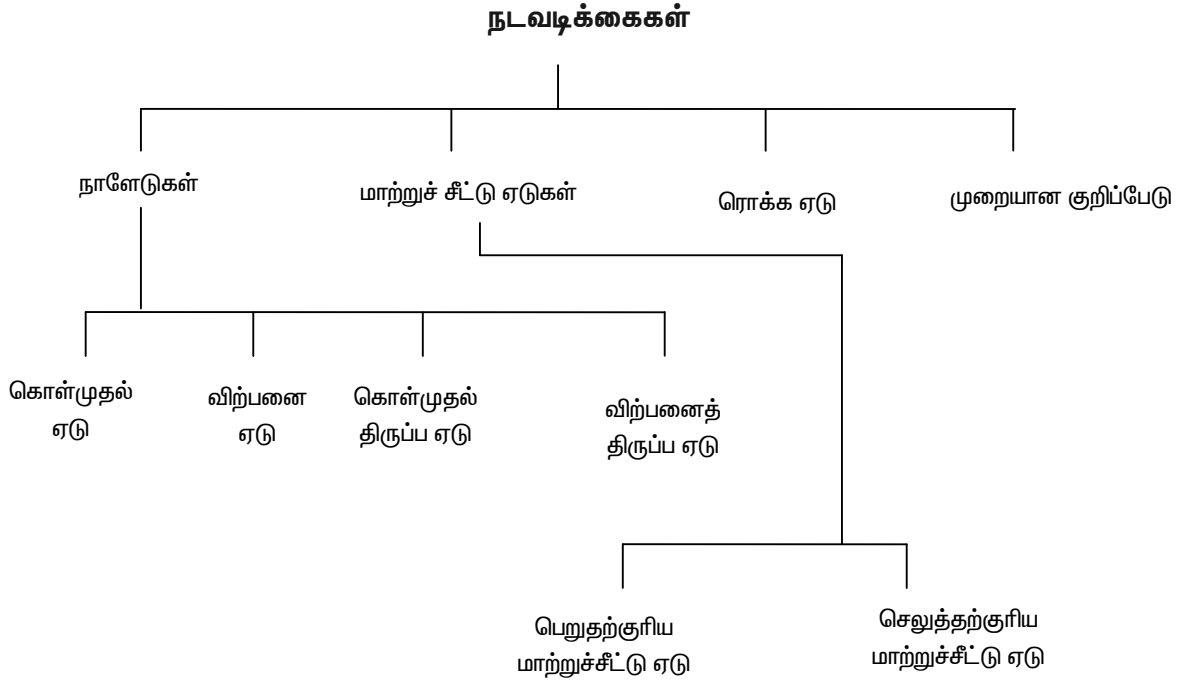 நடவடிக்கைகள்
நாளேடுகள்
மாற்றுச் சீட்டு ஏடுகள்
ரொக்க ஏடு
முறையான குறிப்பேடு
கொள்முதல்
ஏடு
விற்பனை
ஏடு
கொள்முதல்
திருப்ப ஏடு
விற்பனைத்
திருப்ப ஏடு
பெறுதற்குரிய
மாற்றுச்சீட்டு ஏடு
செலுத்தற்குரிய
மாற்றுச்சீட்டு ஏடு